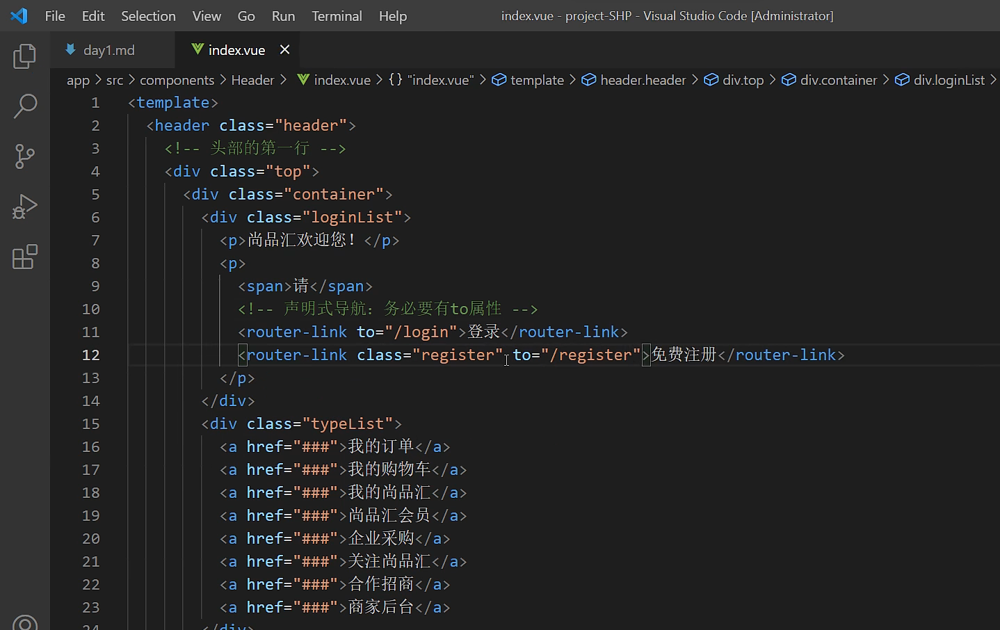 File Edit Selection View Go Run Terminal Help index.vue - project-SHP - Visual Studio Code [Administrator]
day1.md index.vue
app > src > components > Header > index.vue > {} "index.vue" > template > header.header > div.top > div.container > div.loginList >
1 <template>
2 <header class="header">
3 <!-- 头部的第一行 -->
4 <div class="top">
5 <div class="container">
6 <div class="loginList">
7 <p>尚品汇欢迎您！</p>
8 <p>
9 <span>请</span>
10 <!-- 声明式导航：务必要有to属性 -->
11 <router-link to="/login">登录</router-link>
12 <router-link class="register" to="/register">免费注册</router-link>
13 </p>
14 </div>
15 <div class="typeList">
16 <a href="###">我的订单</a>
17 <a href="###">我的购物车</a>
18 <a href="###">我的尚品汇</a>
19 <a href="###">尚品汇会员</a>
20 <a href="###">企业采购</a>
21 <a href="###">关注尚品汇</a>
22 <a href="###">合作招商</a>
23 <a href="###">商家后台</a>
24 </div>